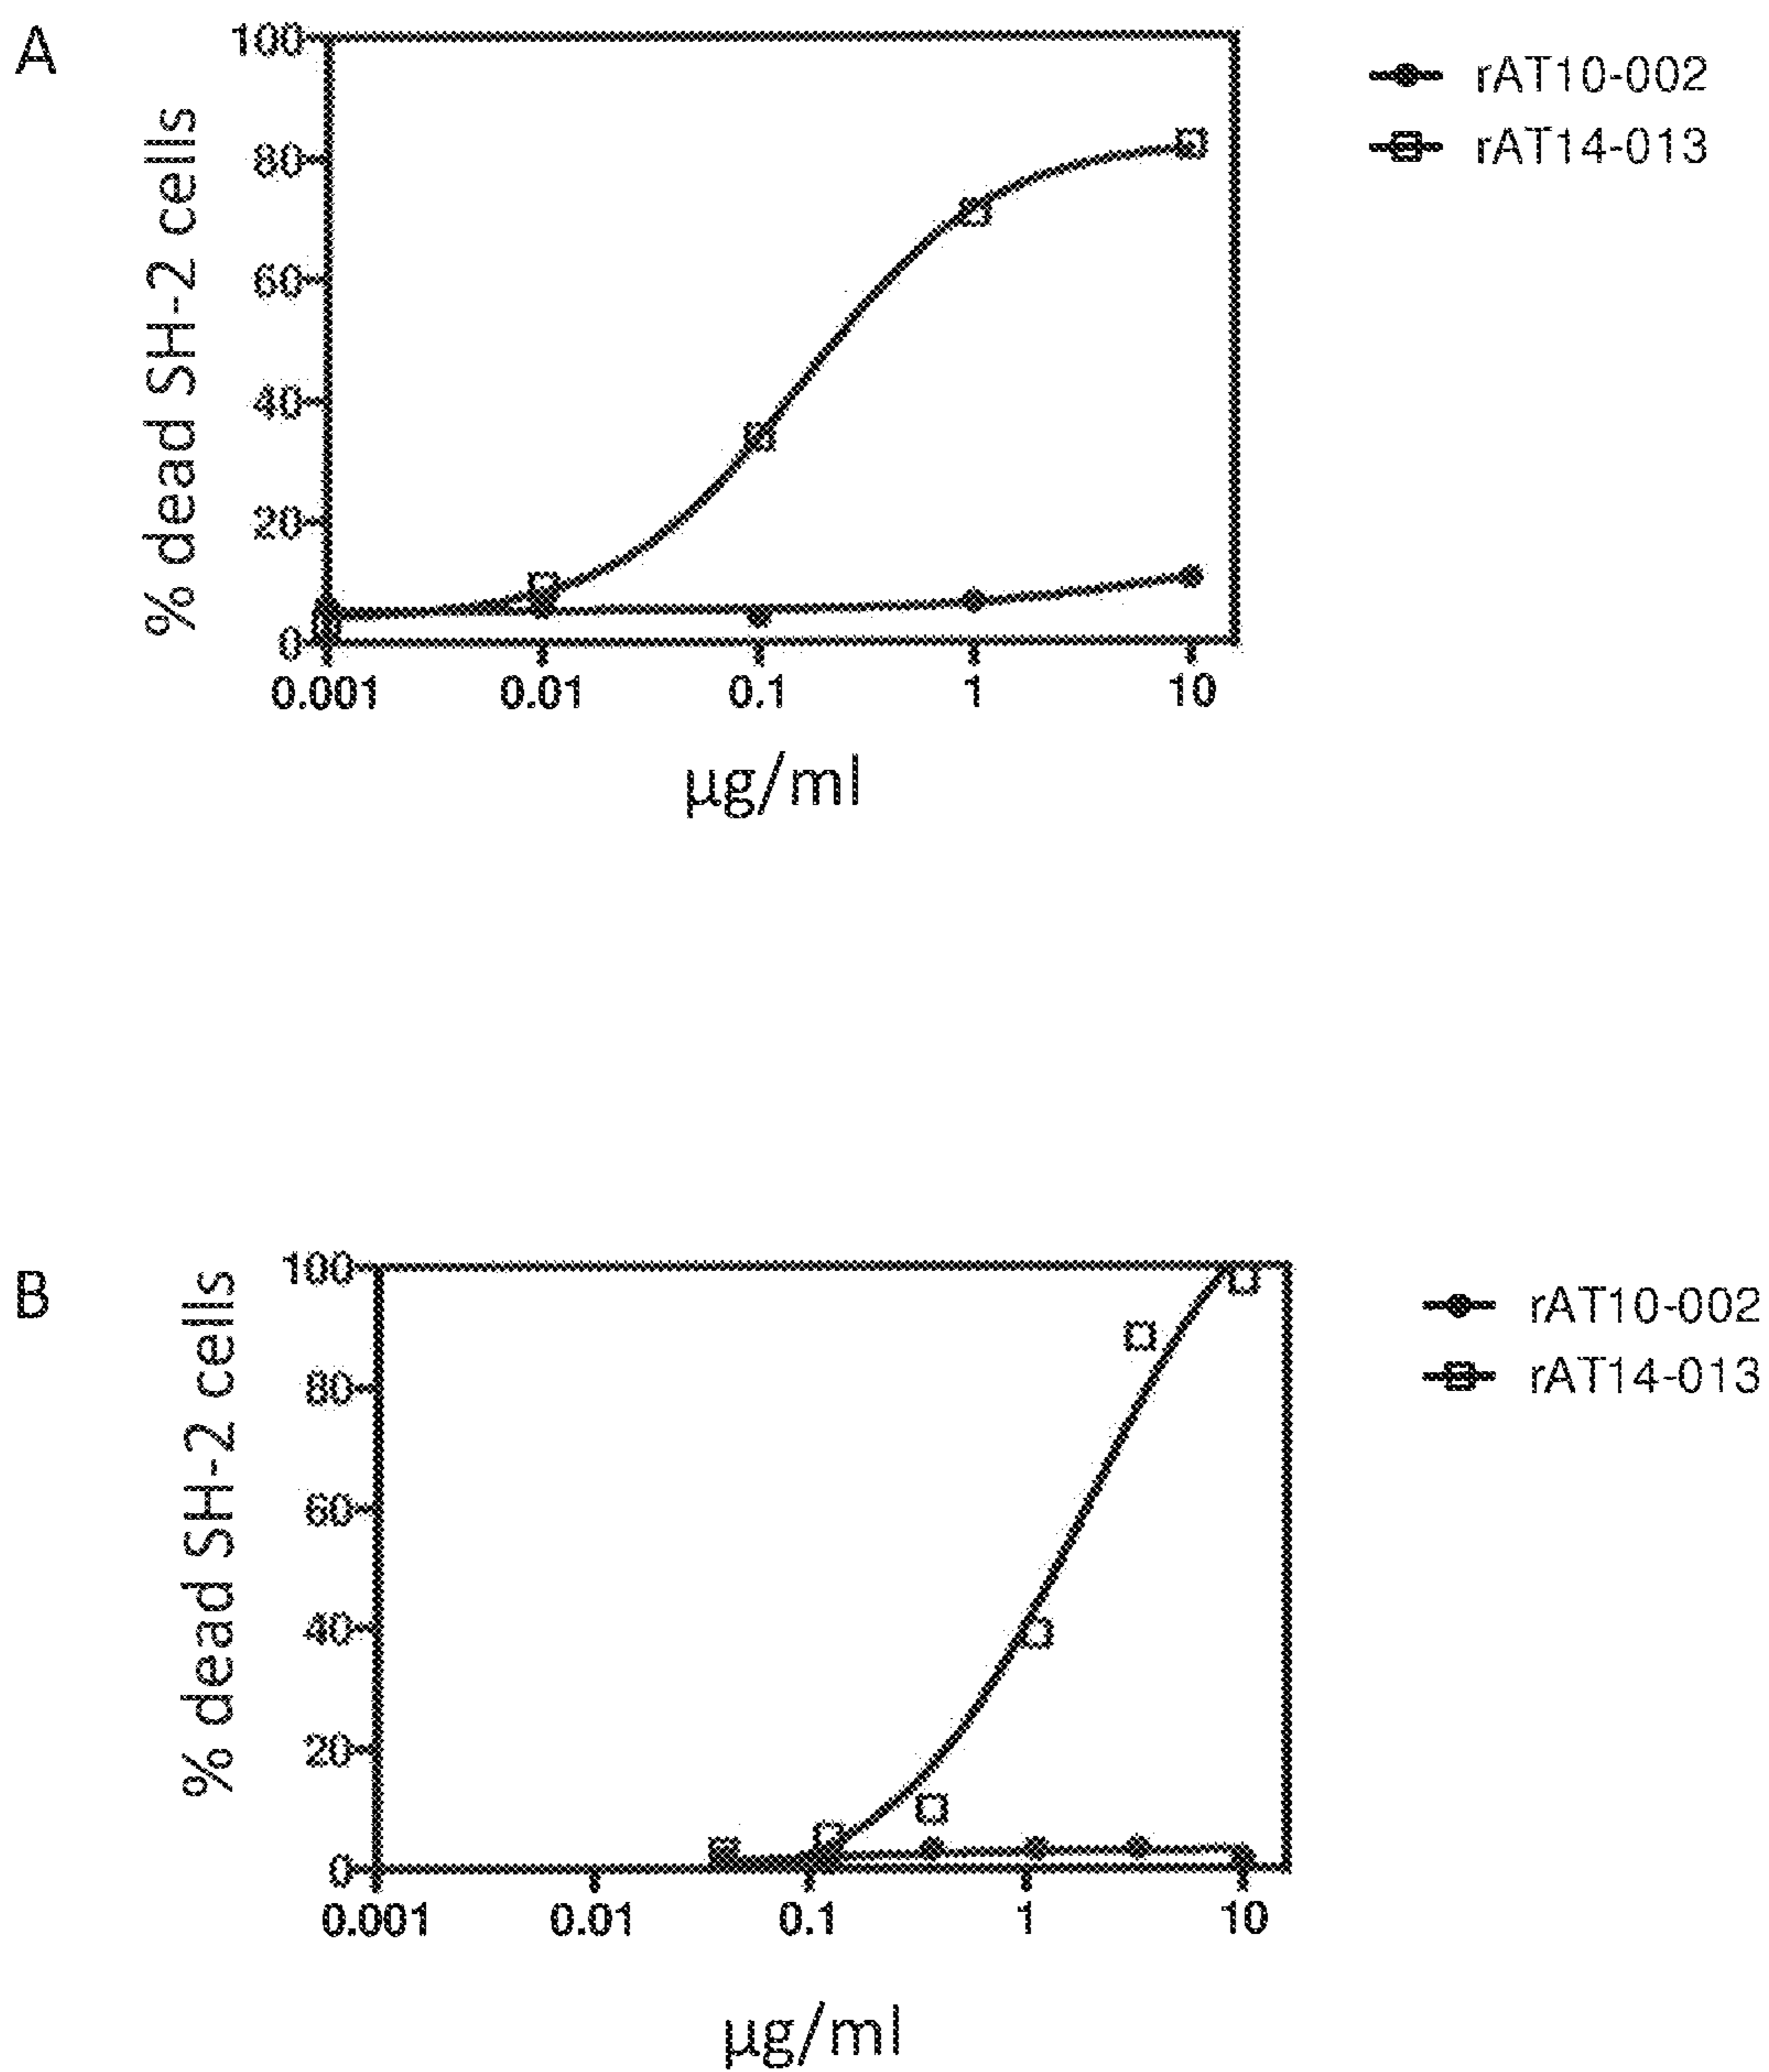 A
% dead SH-2 cells
100
80
60
40
20
0
0.001 0.01 0.1 1 10
µg/ml
rAT10-002
rAT14-013
B
% dead SH-2 cells
100
80
60
40
20
0
0.001 0.01 0.1 1 10
µg/ml
rAT10-002
rAT14-013